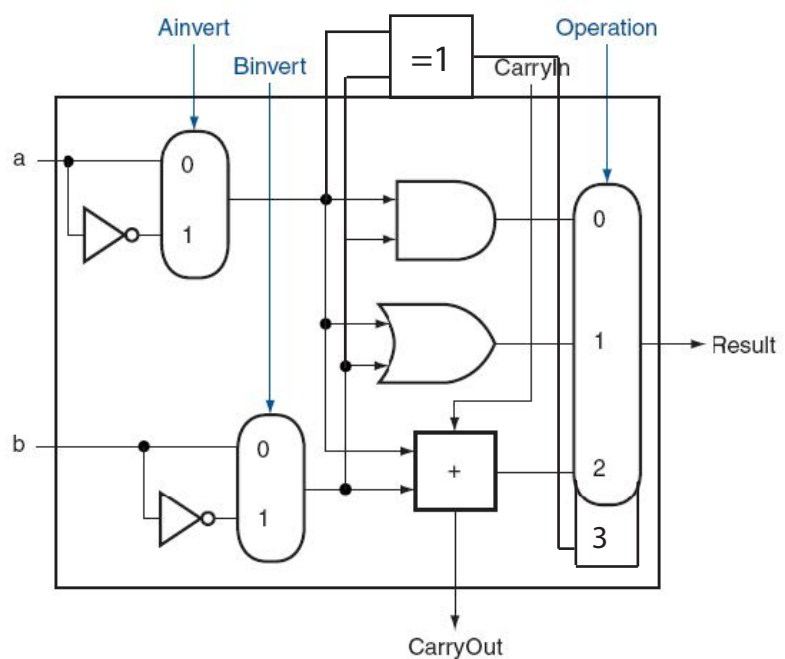 Ainvert
Operation
=1
Binvert
CarryIn
a
0
0
1
1
Result
b
0
2
+
1
3
CarryOut